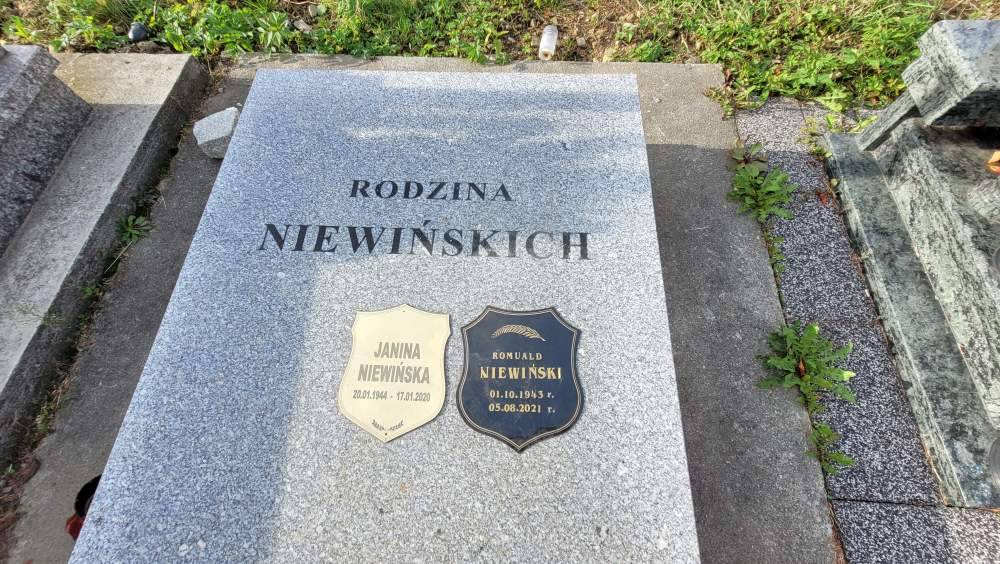 RODZINA
NIEWIŃSKICH
JANINA
NIEWIŃSKA
20.01.1944 - 17.01.2020
ROMUALD
NIEWIŃSKI
01.10.1943 r.
05.08.2021 r.